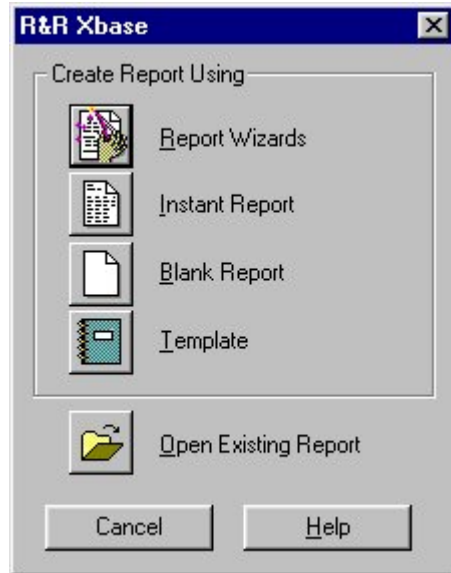 R&R Xbase
Create Report Using
Report Wizards
Instant Report
Blank Report
Template
Open Existing Report
Cancel
Help